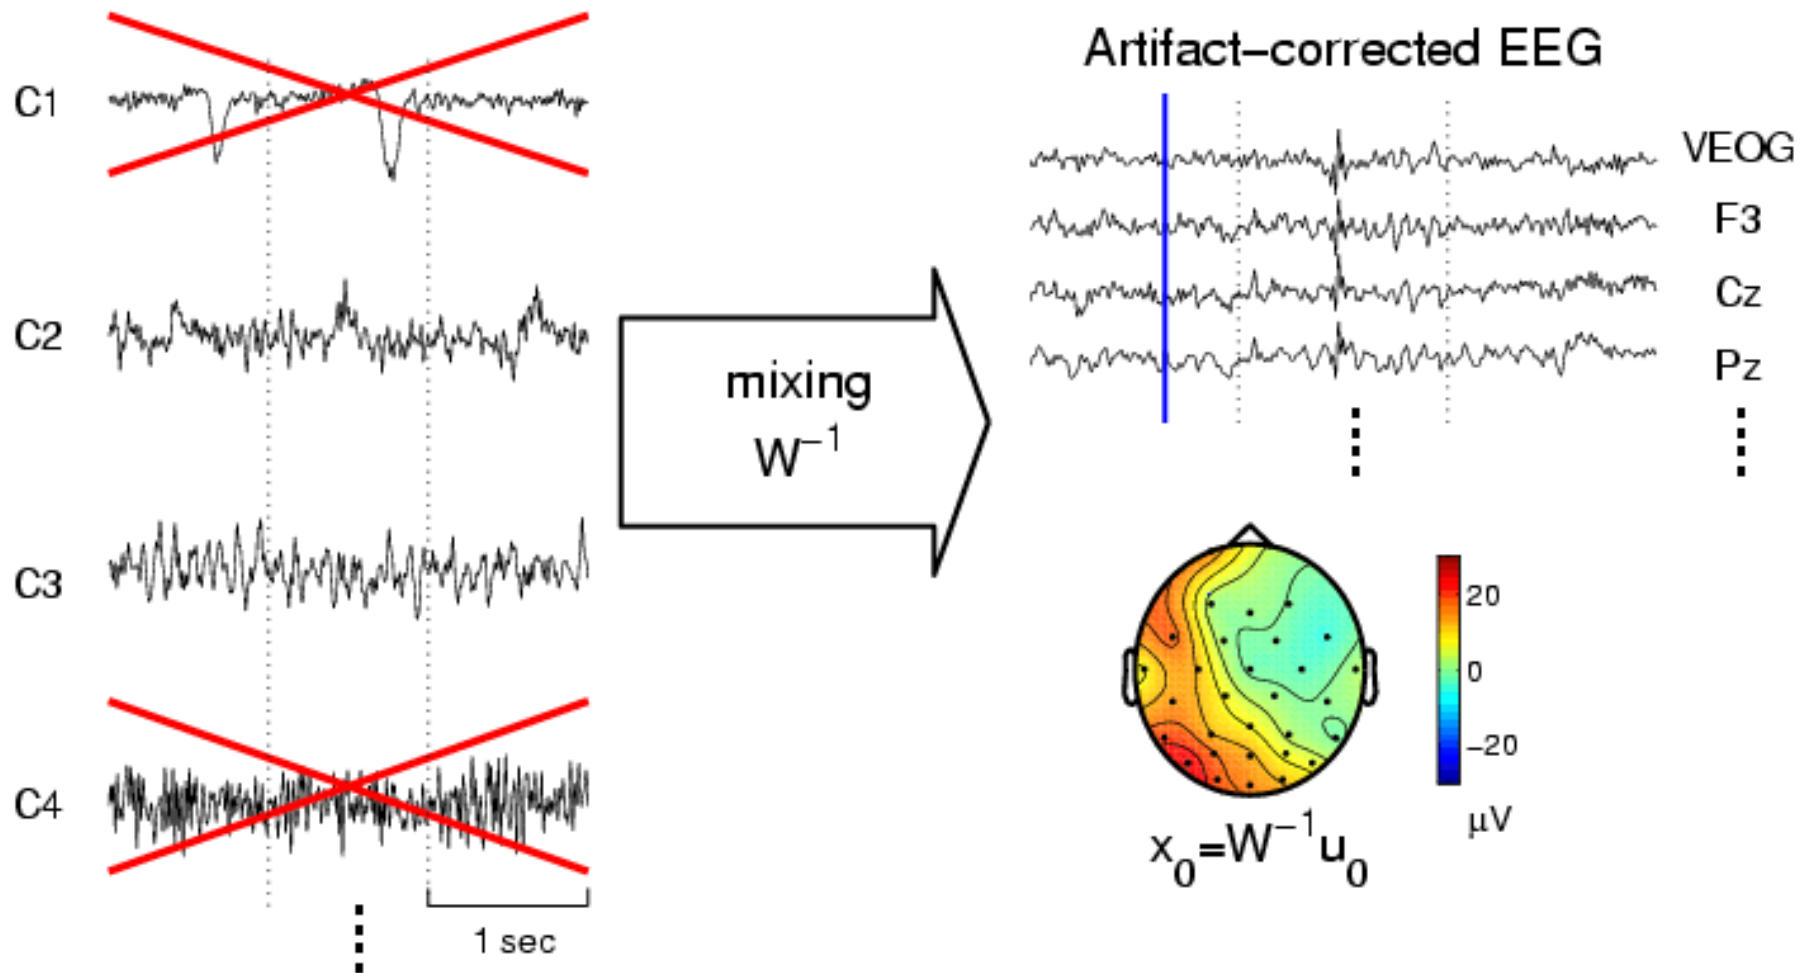 C1
C2
C3
C4
1 sec
mixing
W⁻¹
Artifact–corrected EEG
VEOG
F3
Cz
Pz
20
0
−20
μV
x₀=W⁻¹u₀